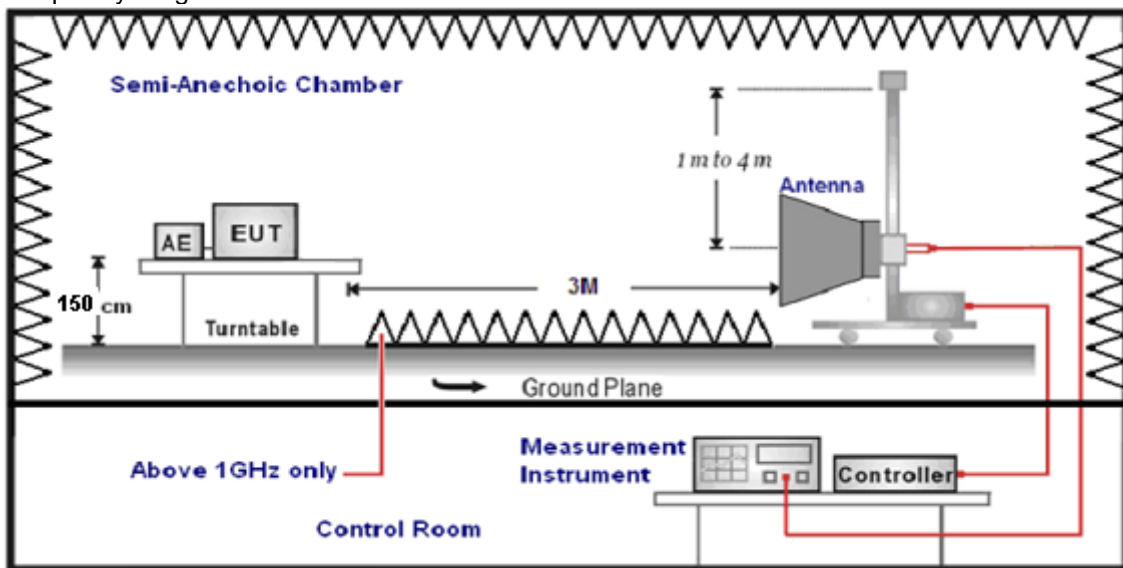 Semi-Anechoic Chamber
1 m to 4 m
Antenna
AE
EUT
3M
150 cm
Turntable
Ground Plane
Above 1GHz only
Measurement
Instrument
Controller
Control Room